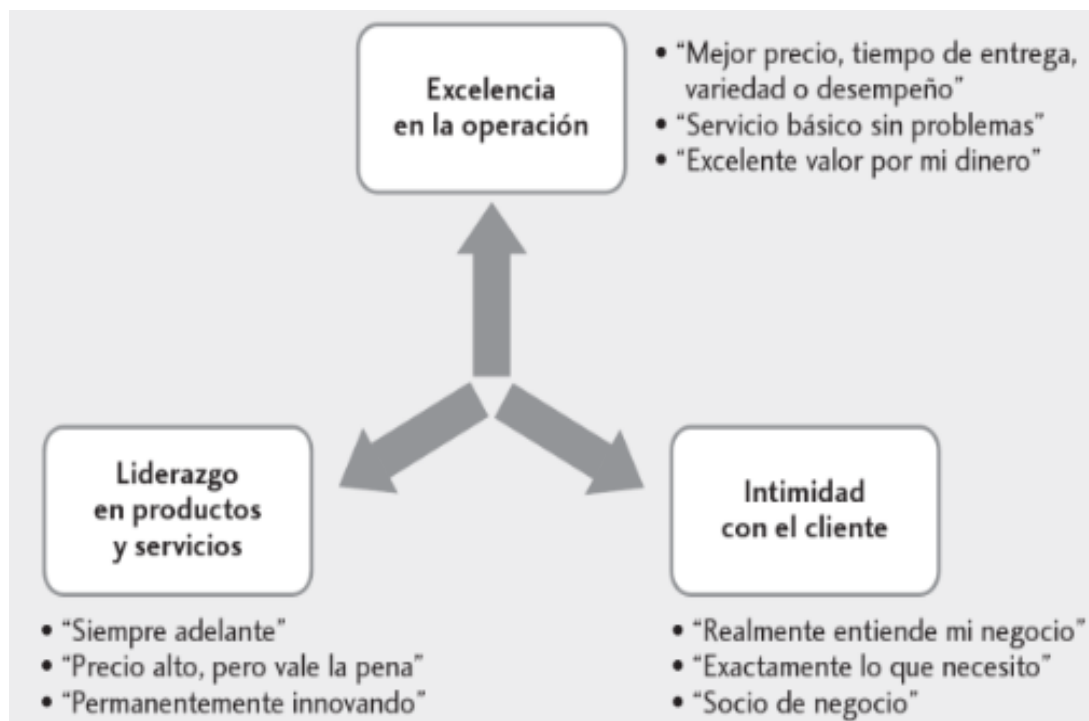 Excelencia
en la operación
• “Mejor precio, tiempo de entrega,
variedad o desempeño”
• “Servicio básico sin problemas”
• “Excelente valor por mi dinero”
Liderazgo
en productos
y servicios
• “Siempre adelante”
• “Precio alto, pero vale la pena”
• “Permanentemente innovando”
Intimidad
con el cliente
• “Realmente entiende mi negocio”
• “Exactamente lo que necesito”
• “Socio de negocio”